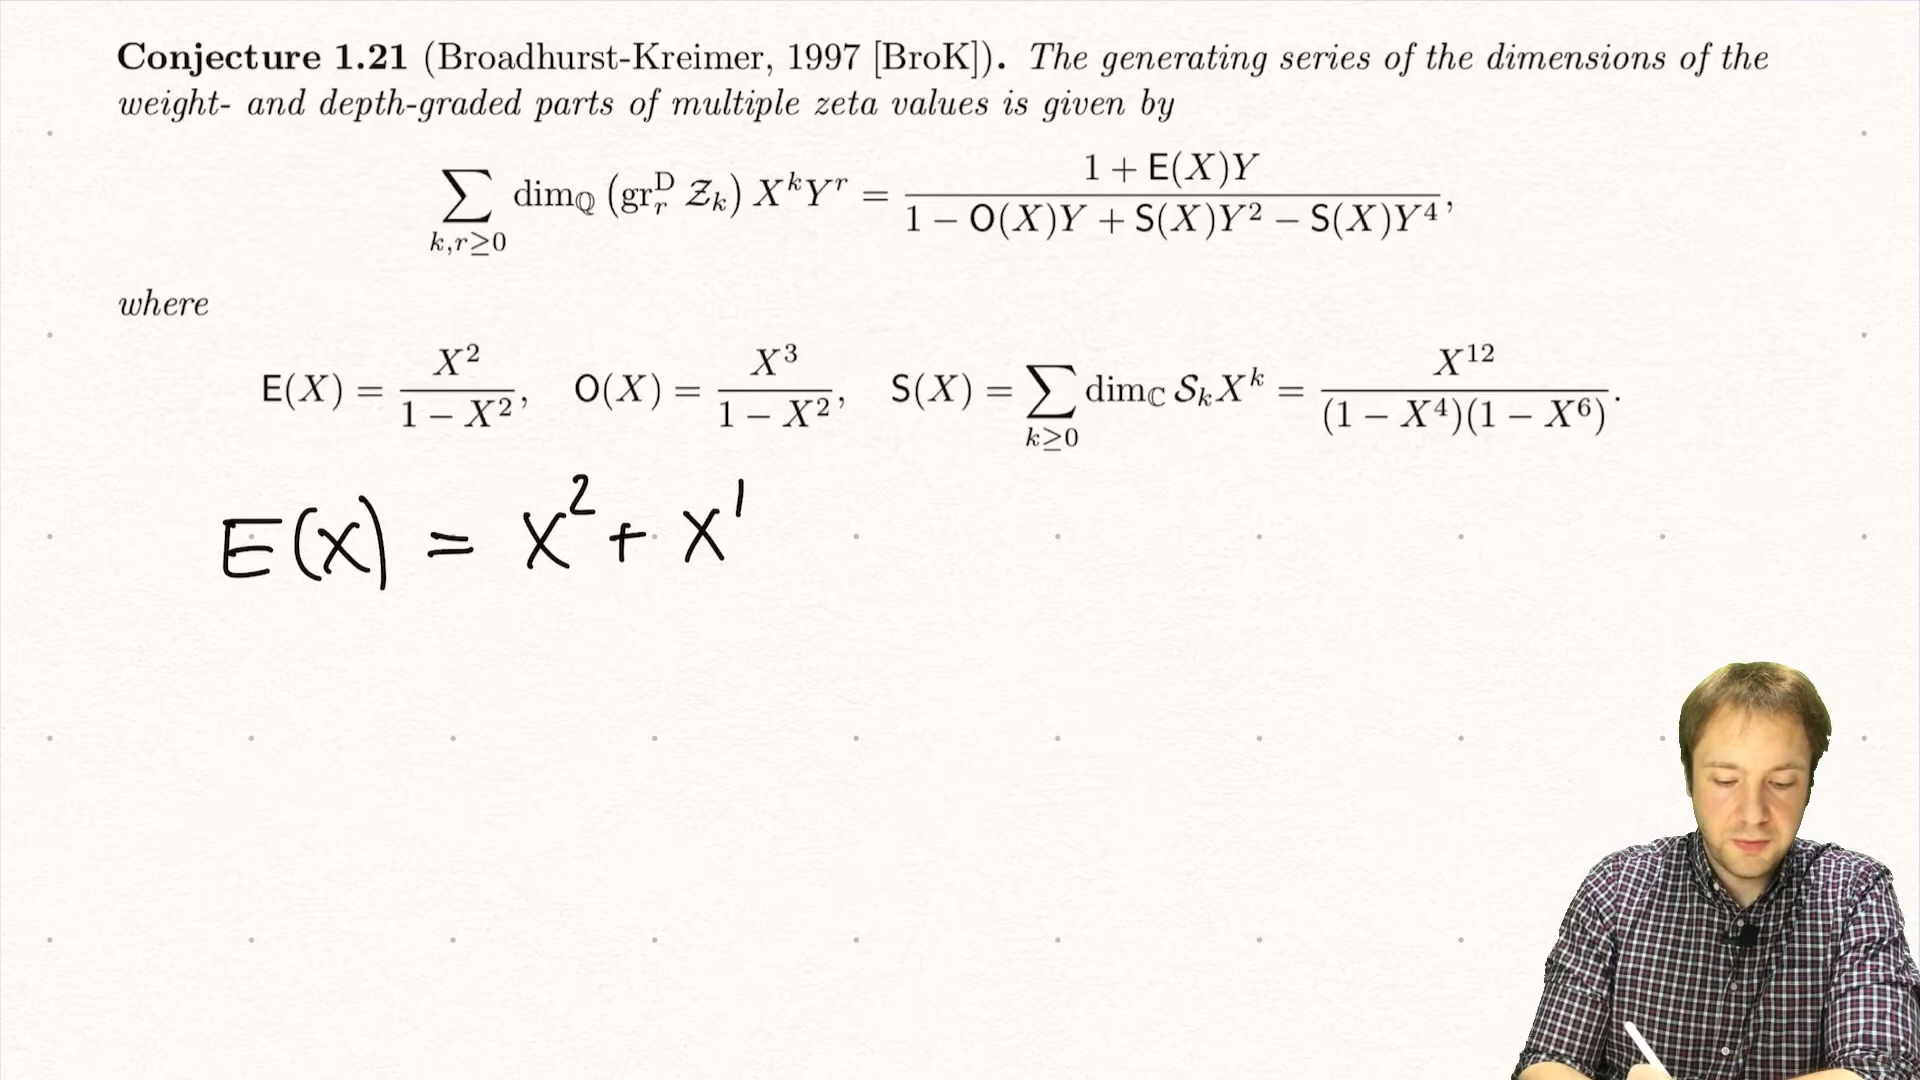 Conjecture 1.21 (Broadhurst-Kreimer, 1997 [BroK]). The generating series of the dimensions of the
weight- and depth-graded parts of multiple zeta values is given by
∑_{k,r≥0} dim_ℚ (gr_r^D 𝒵_k) X^k Y^r = (1 + E(X)Y) / (1 − O(X)Y + S(X)Y^2 − S(X)Y^4),
where
E(X) = X^2 / (1 − X^2), O(X) = X^3 / (1 − X^2), S(X) = ∑_{k≥0} dim_ℂ 𝒮_k X^k = X^12 / ((1 − X^4)(1 − X^6)).
E(X) = X^2 + X^1